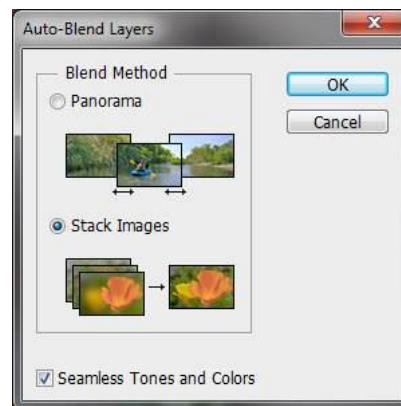 Auto-Blend Layers
Blend Method
Panorama
Stack Images
Seamless Tones and Colors
OK
Cancel